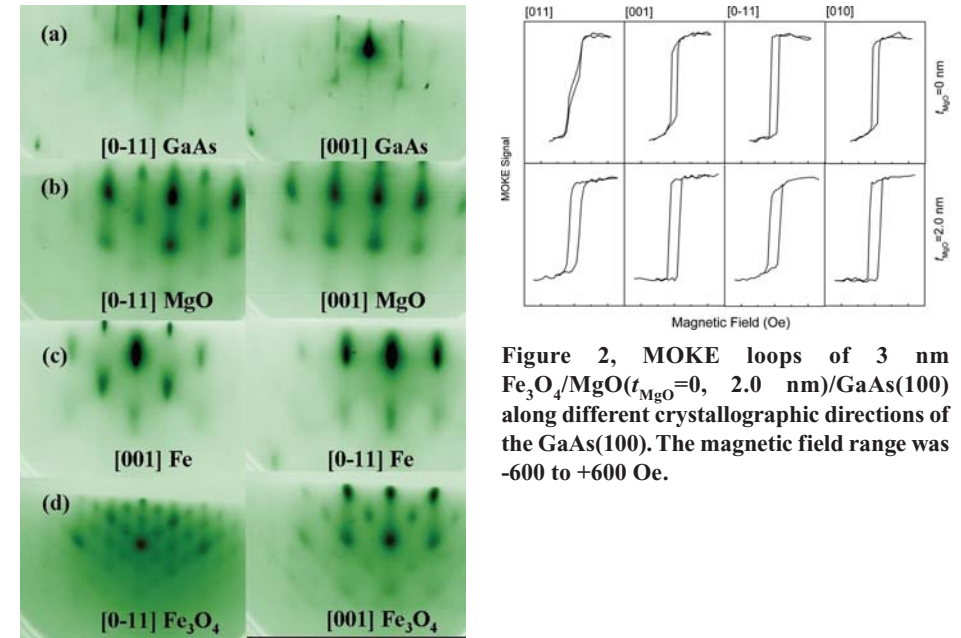 (a)
[0-11] GaAs
[001] GaAs
(b)
[0-11] MgO
[001] MgO
(c)
[001] Fe
[0-11] Fe
(d)
[0-11] Fe₃O₄
[001] Fe₃O₄
[011] [001] [0-11] [010]
MOKE Signal
t_MgO=0 nm
t_MgO=2.0 nm
Magnetic Field (Oe)
Figure 2, MOKE loops of 3 nm
Fe₃O₄/MgO(t_MgO=0, 2.0 nm)/GaAs(100)
along different crystallographic directions of
the GaAs(100). The magnetic field range was
-600 to +600 Oe.